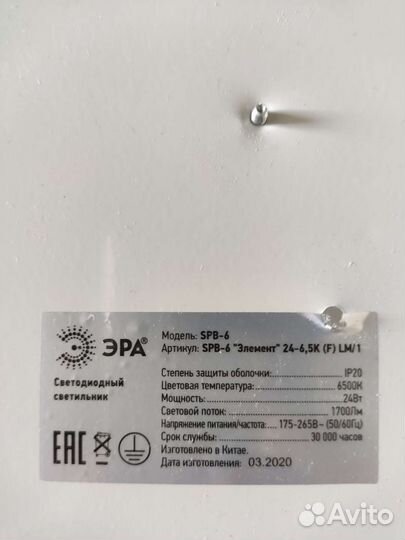 ЭРА®
Светодиодный
светильник
EAC
Модель: SPB-6
Артикул: SPB-6 "Элемент" 24-6,5K (F) LM/1
Степень защиты оболочки: IP20
Цветовая температура: 6500K
Мощность: 24Вт
Световой поток: 1700Лм
Напряжение питания/частота: 175-265В~ (50/60Гц)
Срок службы: 30 000 часов
Изготовлено в Китае.
Дата изготовления 03.2020
Avito